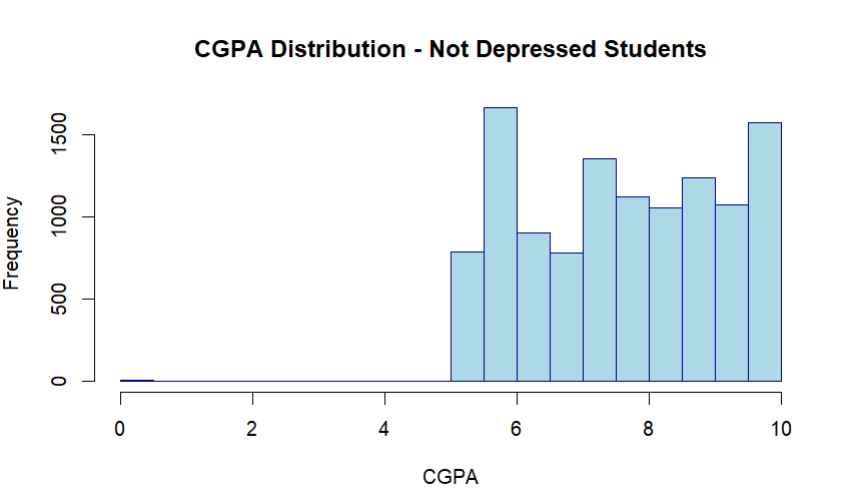 CGPA Distribution - Not Depressed Students
1500
1000
500
0
Frequency
0 2 4 6 8 10
CGPA